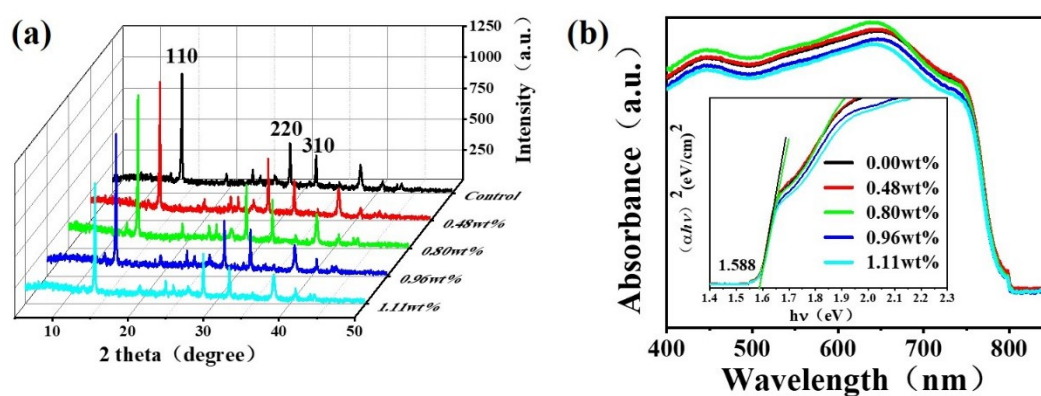 (a)
1250
1000
750
500
250
Intensity（a.u.）
110
220
310
Control
0.48wt%
0.80wt%
0.96wt%
1.11wt%
10 20 30 40 50
2 theta（degree）
(b)
Absorbance（a.u.）
(αhν)²(eV/cm)²
0.00wt%
0.48wt%
0.80wt%
0.96wt%
1.11wt%
1.588
1.4 1.5 1.6 1.7 1.8 1.9 2.0 2.1 2.2 2.3
hν（eV）
400 500 600 700 800
Wavelength（nm）